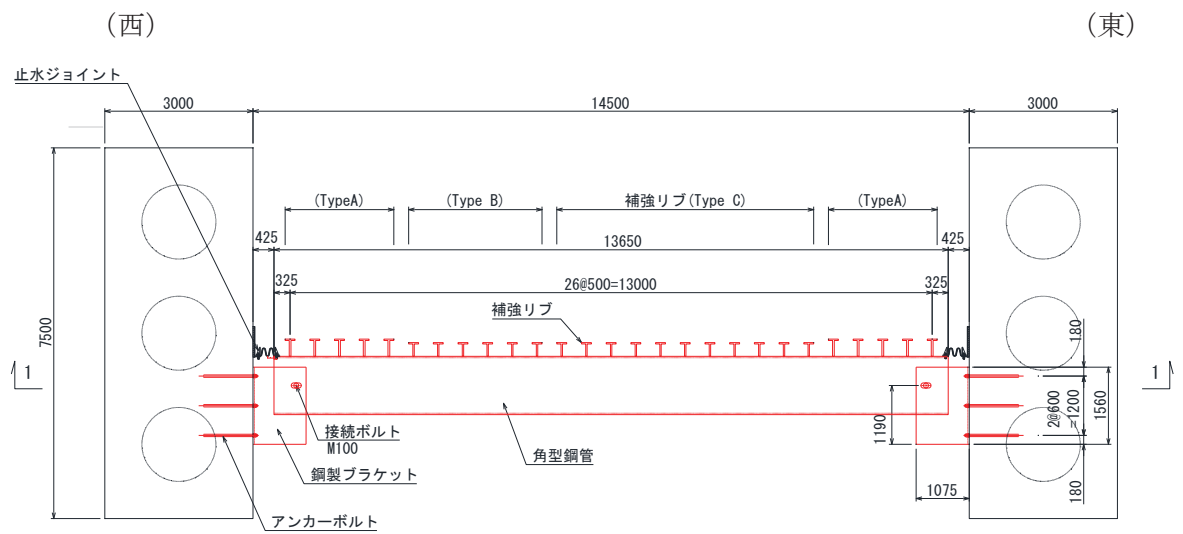 (西)
(東)
止水ジョイント
3000
14500
3000
(TypeA)
(Type B)
補強リブ(Type C)
(TypeA)
425
13650
425
325
26@500=13000
325
補強リブ
7500
180
1
1
2@600
=1200
1560
1190
接続ボルト
M100
角型鋼管
鋼製ブラケット
1075
180
アンカーボルト